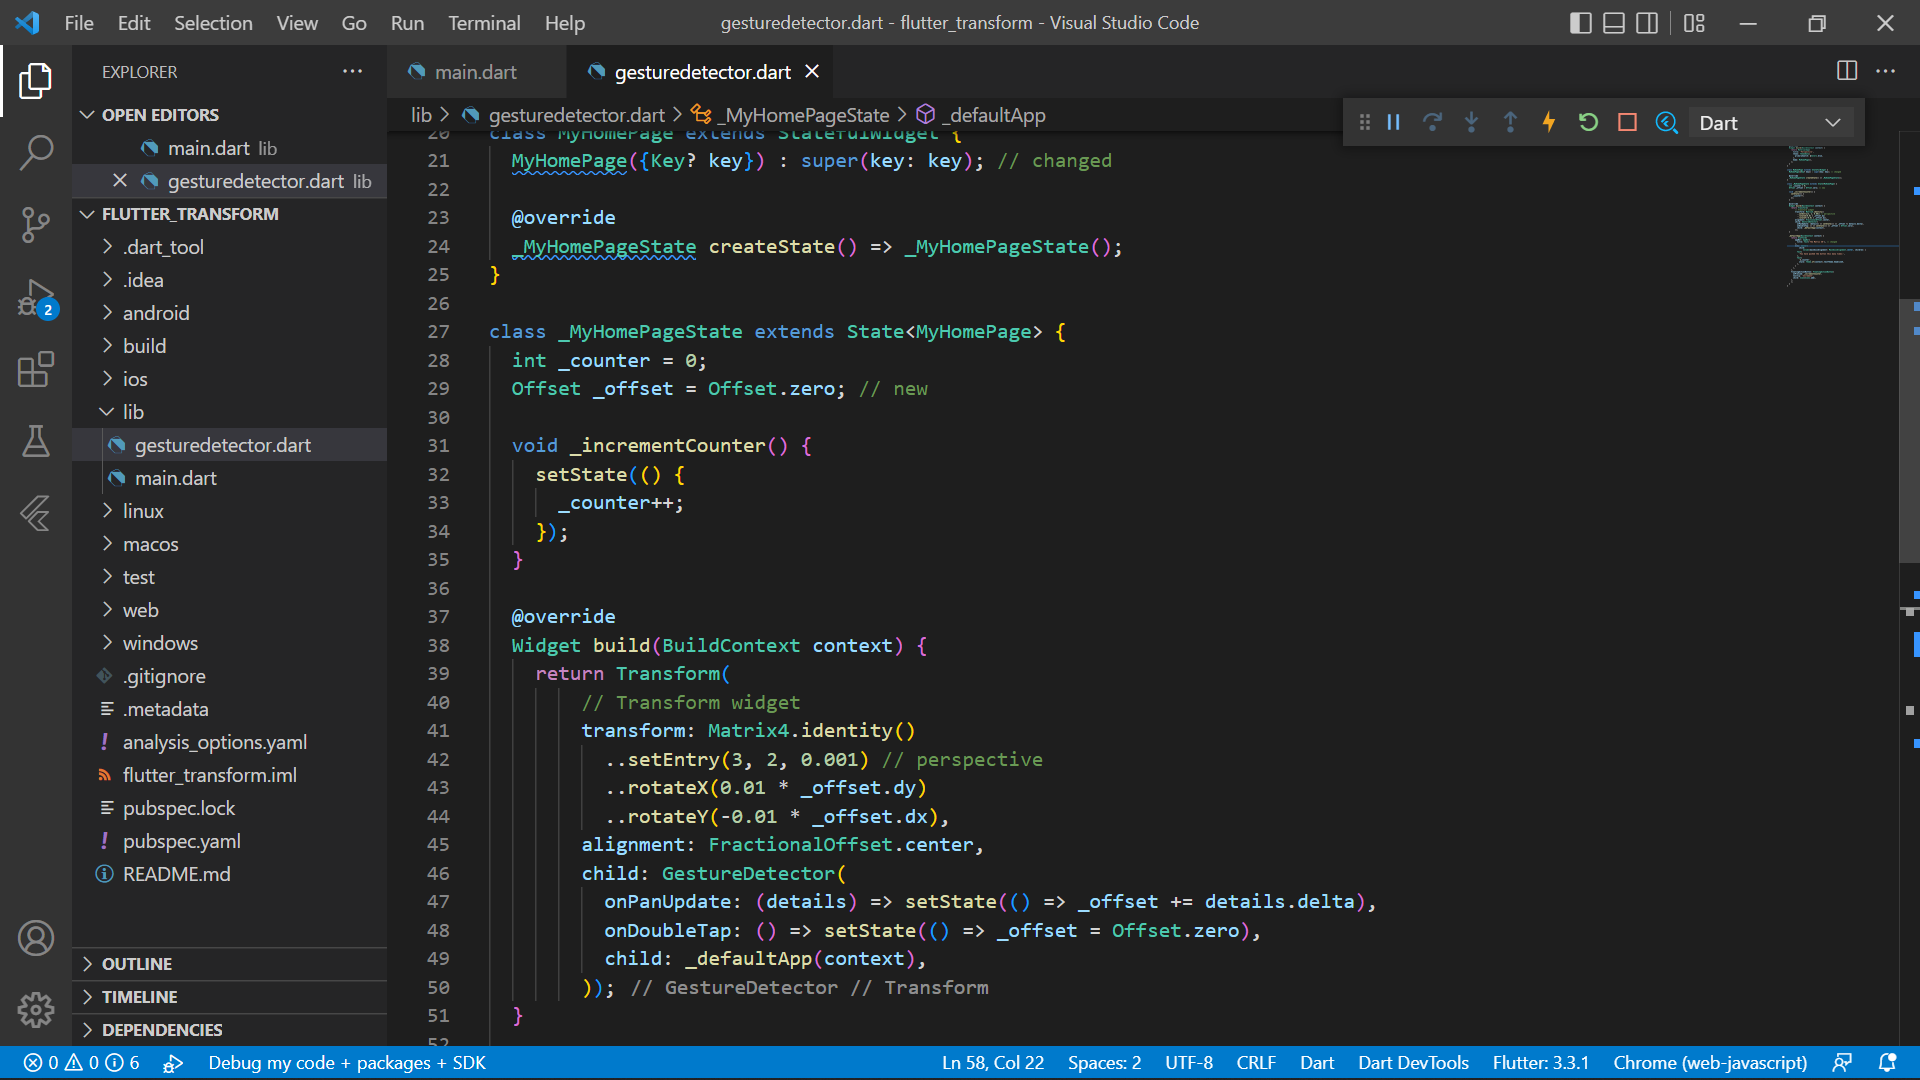 File Edit Selection View Go Run Terminal Help
gesturedetector.dart - flutter_transform - Visual Studio Code
EXPLORER
OPEN EDITORS
main.dart lib
gesturedetector.dart lib
FLUTTER_TRANSFORM
.dart_tool
.idea
android
build
ios
lib
gesturedetector.dart
main.dart
linux
macos
test
web
windows
.gitignore
.metadata
analysis_options.yaml
flutter_transform.iml
pubspec.lock
pubspec.yaml
README.md
OUTLINE
TIMELINE
DEPENDENCIES
2
main.dart
gesturedetector.dart
lib > gesturedetector.dart > _MyHomePageState > _defaultApp
Dart
20 class MyHomePage extends StatefulWidget {
21 MyHomePage({Key? key}) : super(key: key); // changed
22
23 @override
24 _MyHomePageState createState() => _MyHomePageState();
25 }
26
27 class _MyHomePageState extends State<MyHomePage> {
28 int _counter = 0;
29 Offset _offset = Offset.zero; // new
30
31 void _incrementCounter() {
32 setState(() {
33 _counter++;
34 });
35 }
36
37 @override
38 Widget build(BuildContext context) {
39 return Transform(
40 // Transform widget
41 transform: Matrix4.identity()
42 ..setEntry(3, 2, 0.001) // perspective
43 ..rotateX(0.01 * _offset.dy)
44 ..rotateY(-0.01 * _offset.dx),
45 alignment: FractionalOffset.center,
46 child: GestureDetector(
47 onPanUpdate: (details) => setState(() => _offset += details.delta),
48 onDoubleTap: () => setState(() => _offset = Offset.zero),
49 child: _defaultApp(context),
50 )); // GestureDetector // Transform
51 }
52
0 0 6 Debug my code + packages + SDK
Ln 58, Col 22 Spaces: 2 UTF-8 CRLF Dart Dart DevTools Flutter: 3.3.1 Chrome (web-javascript)